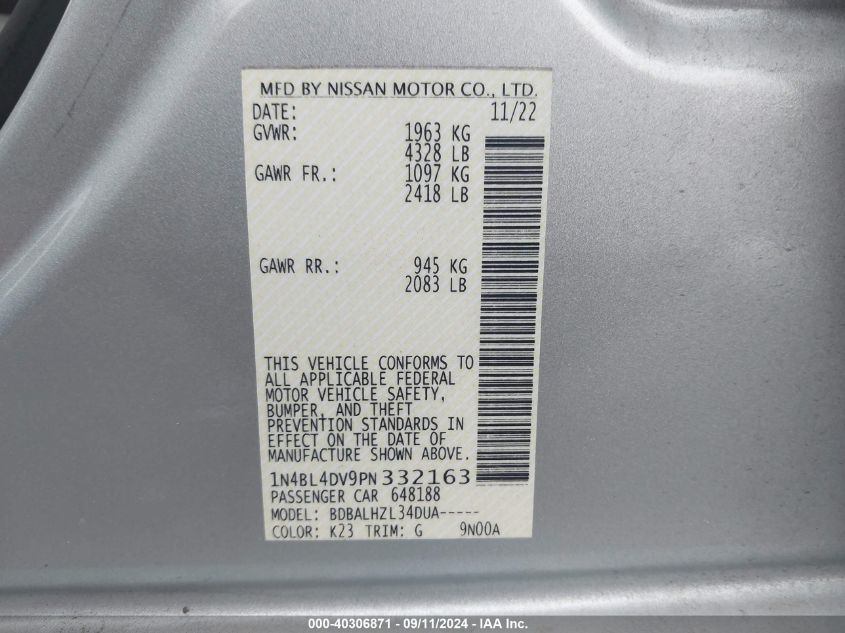 MFD BY NISSAN MOTOR CO., LTD.
DATE: 11/22
GVWR: 1963 KG
4328 LB
GAWR FR.: 1097 KG
2418 LB
GAWR RR.: 945 KG
2083 LB
THIS VEHICLE CONFORMS TO
ALL APPLICABLE FEDERAL
MOTOR VEHICLE SAFETY,
BUMPER, AND THEFT
PREVENTION STANDARDS IN
EFFECT ON THE DATE OF
MANUFACTURE SHOWN ABOVE.
1N4BL4DV9PN332163
PASSENGER CAR 648188
MODEL: BDBALHZL34DUA-----
COLOR: K23 TRIM: G 9N00A
000-40306871 - 09/11/2024 - IAA Inc.